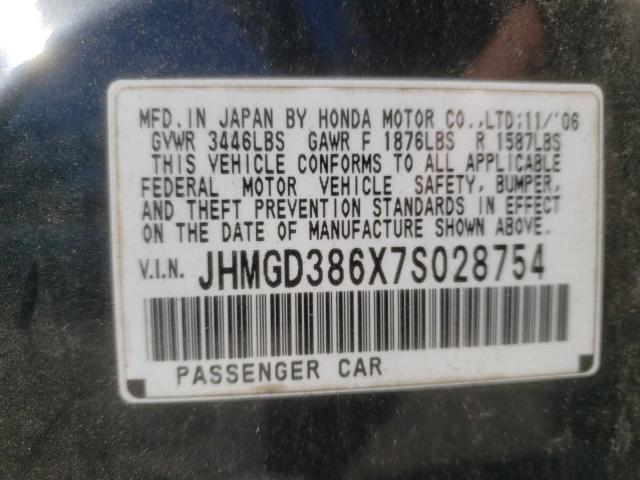 MFD. IN JAPAN BY HONDA MOTOR CO.,LTD:11/'06
GVWR 3446LBS GAWR F 1876LBS R 1587LBS
THIS VEHICLE CONFORMS TO ALL APPLICABLE
FEDERAL MOTOR VEHICLE SAFETY, BUMPER,
AND THEFT PREVENTION STANDARDS IN EFFECT
ON THE DATE OF MANUFACTURE SHOWN ABOVE.
V.I.N. JHMGD386X7S028754
PASSENGER CAR